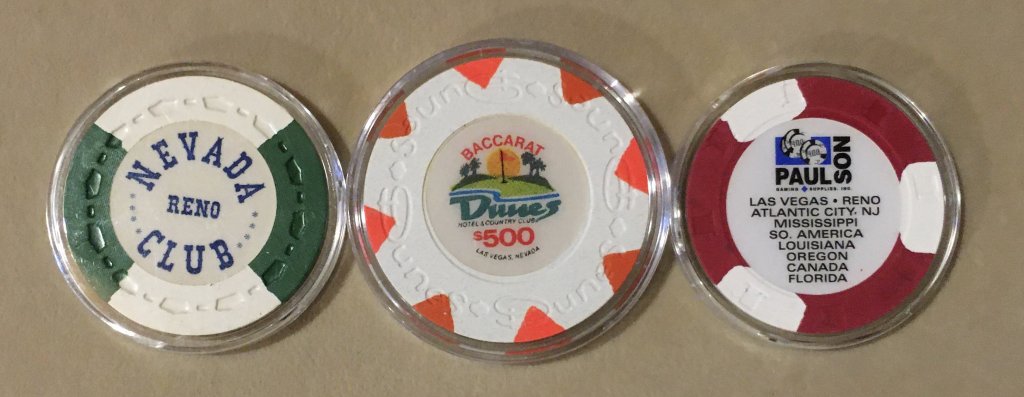 NEVADA
RENO
CLUB
BACCARAT
Dunes
HOTEL & COUNTRY CLUB
$500
LAS VEGAS, NEVADA
PAUL
SON
GAMING SUPPLIES, INC.
LAS VEGAS • RENO
ATLANTIC CITY, NJ
MISSISSIPPI
SO. AMERICA
LOUISIANA
OREGON
CANADA
FLORIDA